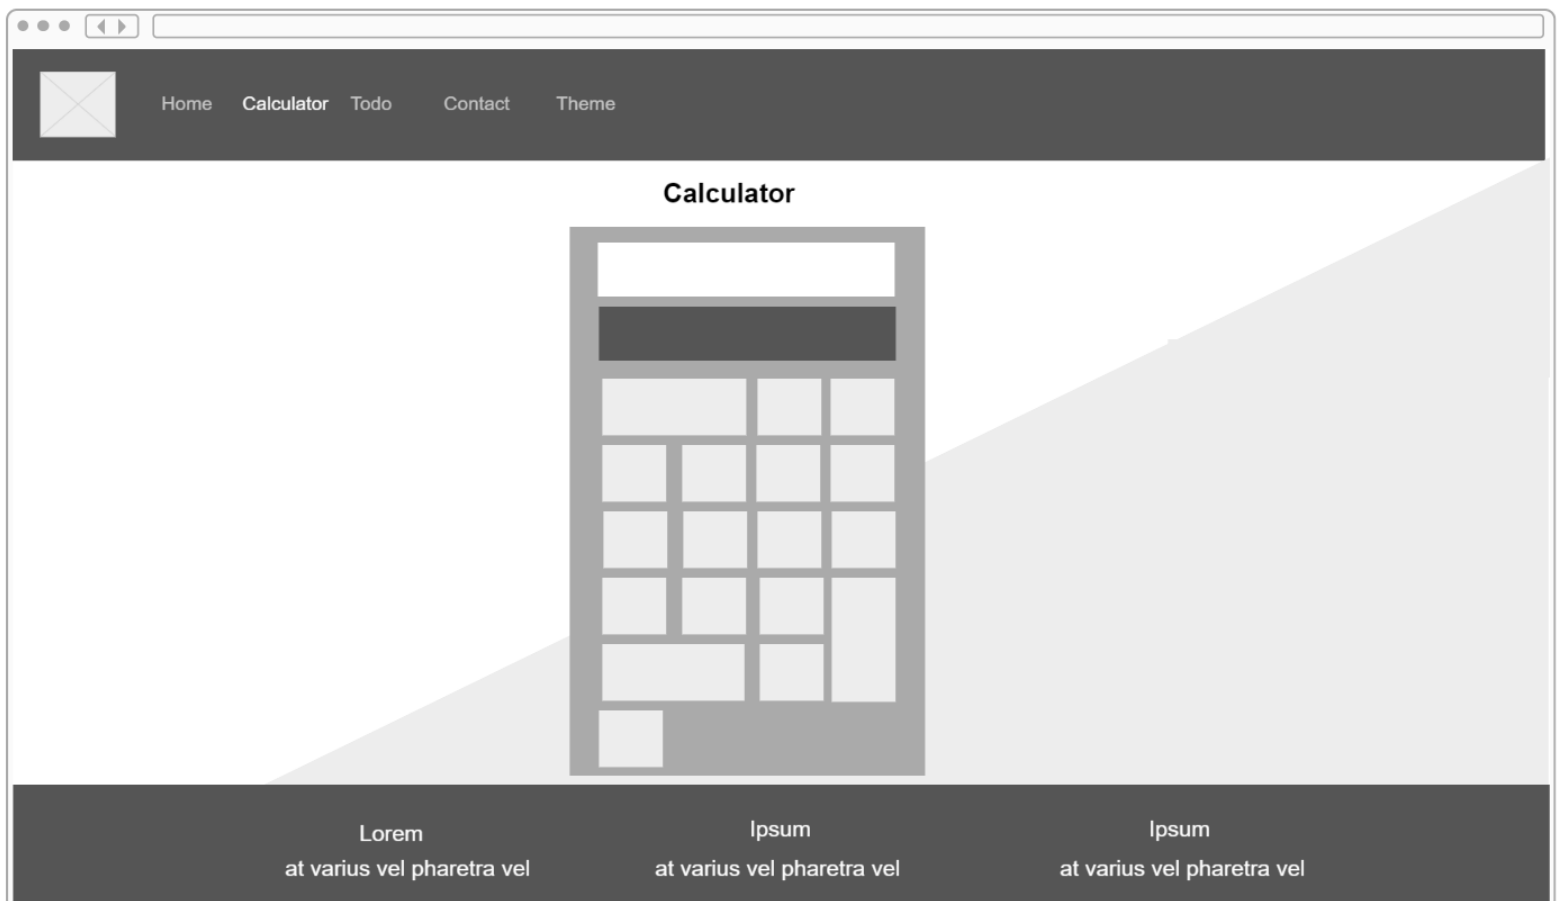 Home Calculator Todo Contact Theme
Calculator
Lorem
at varius vel pharetra vel
Ipsum
at varius vel pharetra vel
Ipsum
at varius vel pharetra vel